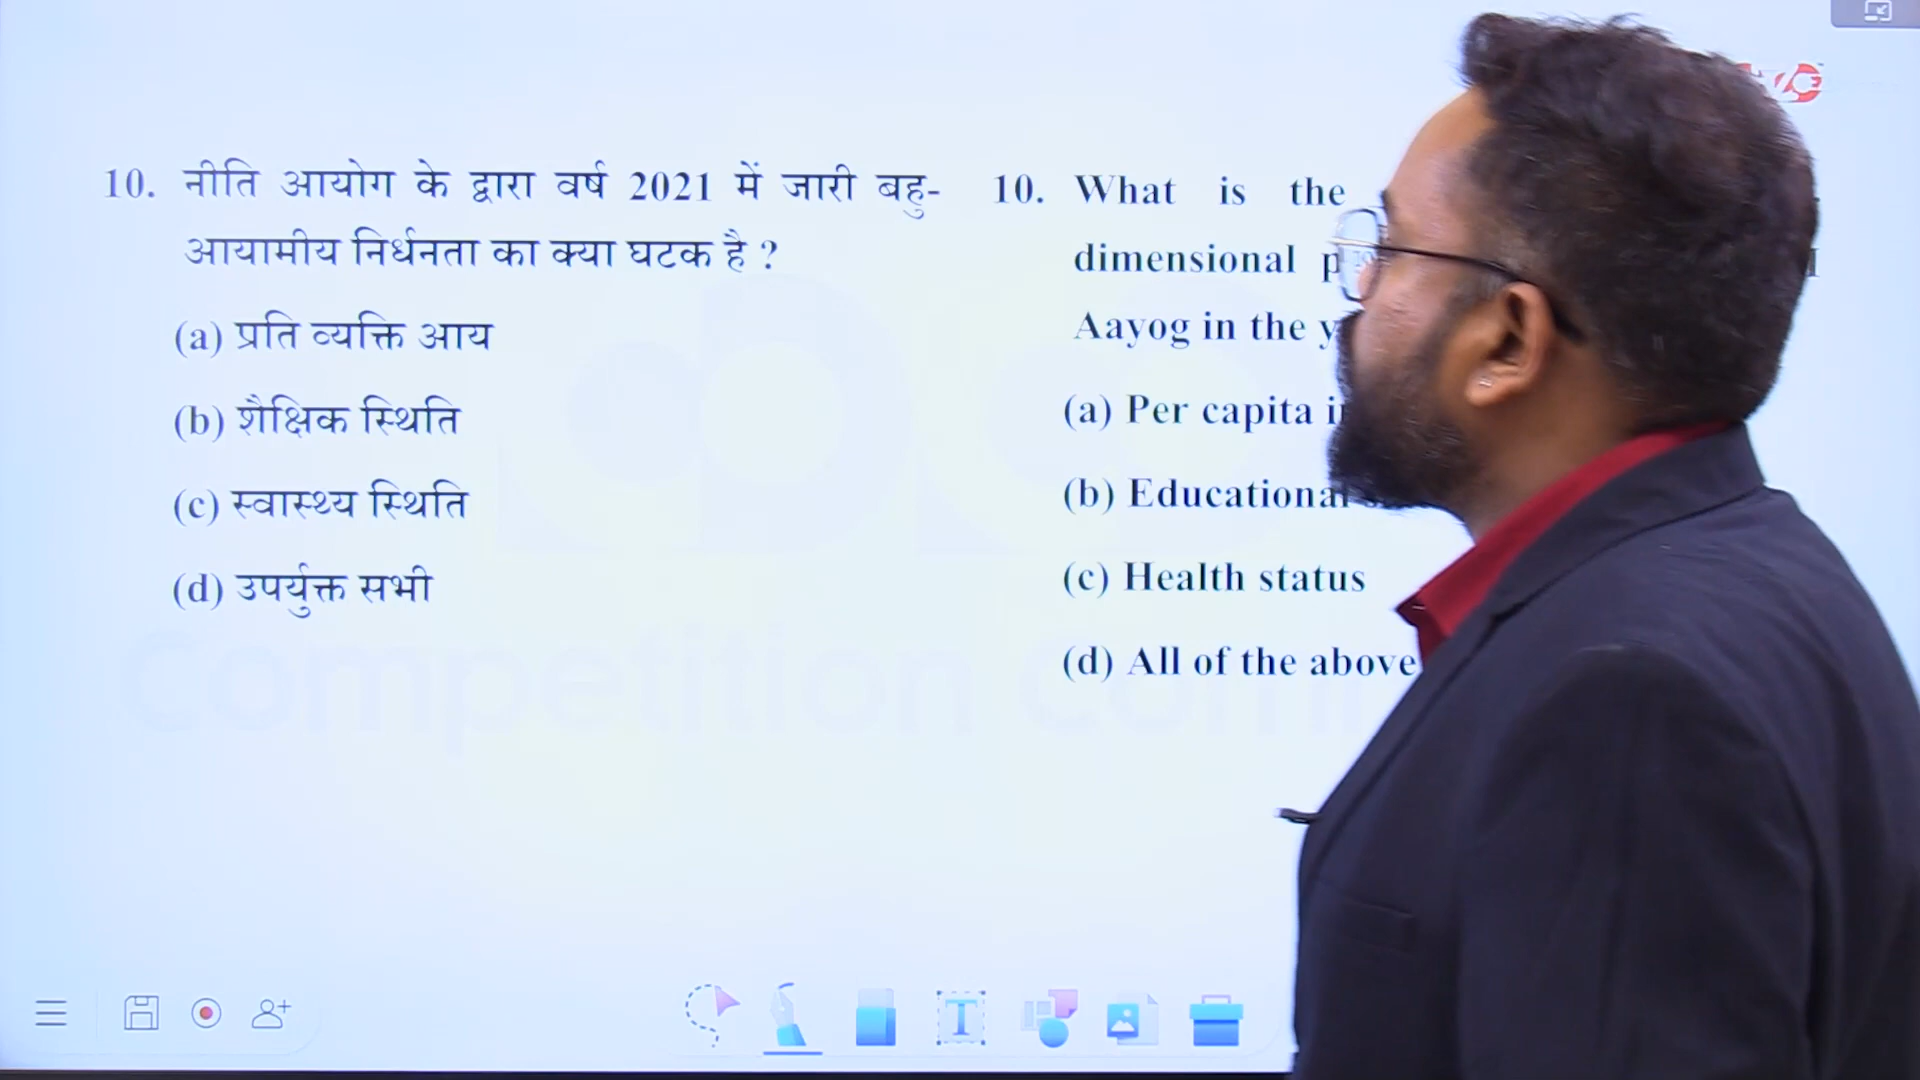 10. नीति आयोग के द्वारा वर्ष 2021 में जारी बहु-
आयामीय निर्धनता का क्या घटक है ?
(a) प्रति व्यक्ति आय
(b) शैक्षिक स्थिति
(c) स्वास्थ्य स्थिति
(d) उपर्युक्त सभी
10. What is the
dimensional
Aayog in the
(a) Per capita
(b) Educational
(c) Health status
(d) All of the above
Competition